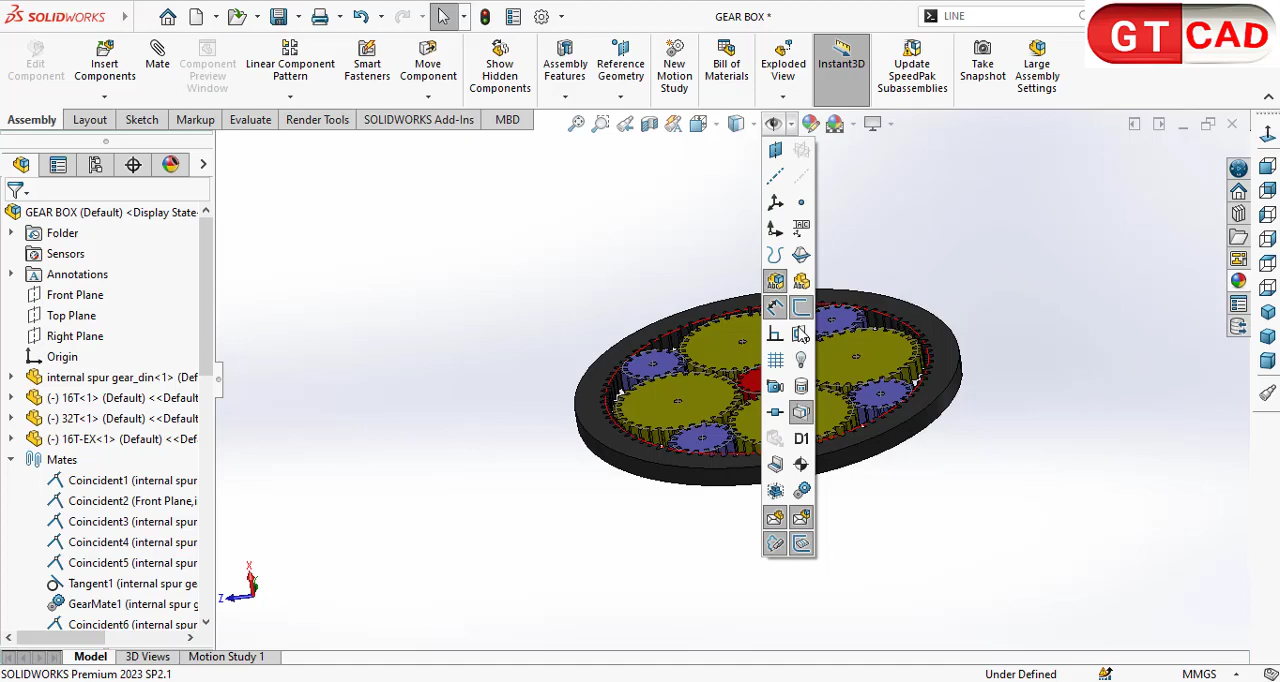 SOLIDWORKS
GEAR BOX *
LINE
GT CAD
Edit Component
Insert Components
Mate
Component Preview Window
Linear Component Pattern
Smart Fasteners
Move Component
Show Hidden Components
Assembly Features
Reference Geometry
New Motion Study
Bill of Materials
Exploded View
Instant3D
Update SpeedPak Subassemblies
Take Snapshot
Large Assembly Settings
Assembly
Layout
Sketch
Markup
Evaluate
Render Tools
SOLIDWORKS Add-Ins
MBD
GEAR BOX (Default) <Display State-
Folder
Sensors
Annotations
Front Plane
Top Plane
Right Plane
Origin
internal spur gear_din<1> (Def
(-) 16T<1> (Default) <<Default
(-) 32T<1> (Default) <<Default
(-) 16T-EX<1> (Default) <<Def
Mates
Coincident1 (internal spur
Coincident2 (Front Plane,i
Coincident3 (internal spur
Coincident4 (internal spur
Coincident5 (internal spur
Tangent1 (internal spur ge
GearMate1 (internal spur g
Coincident6 (internal spur
D1
X
Z
Model
3D Views
Motion Study 1
SOLIDWORKS Premium 2023 SP2.1
Under Defined
MMGS